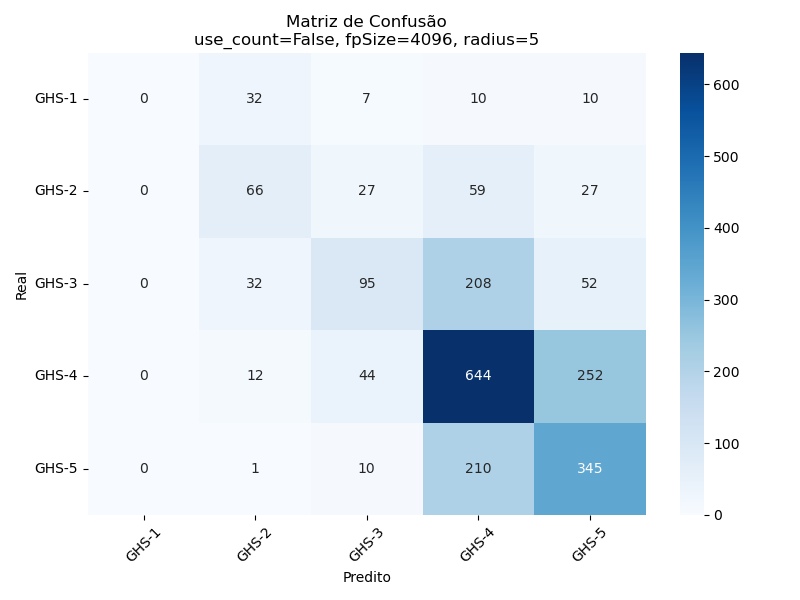 Matriz de Confusão
use_count=False, fpSize=4096, radius=5
GHS-1 0 32 7 10 10
GHS-2 0 66 27 59 27
GHS-3 0 32 95 208 52
GHS-4 0 12 44 644 252
GHS-5 0 1 10 210 345
GHS-1 GHS-2 GHS-3 GHS-4 GHS-5
Predito
Real
600
500
400
300
200
100
0